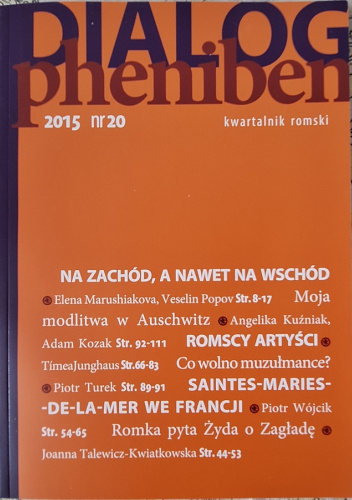 DIALOG
pheniben
2015 nr20 kwartalnik romski
NA ZACHÓD, A NAWET NA WSCHÓD
Elena Marushiakova, Veselin Popov Str. 8-17 Moja
modlitwa w Auschwitz Angelika Kuźniak,
Adam Kozak Str. 92-111 ROMSCY ARTYŚCI
TímeaJunghaus Str.66-83 Co wolno muzułmance?
Piotr Turek Str. 89-91 SAINTES-MARIES-
-DE-LA-MER WE FRANCJI Piotr Wójcik
Str. 54-65 Romka pyta Żyda o Zagładę
Joanna Talewicz-Kwiatkowska Str. 44-53